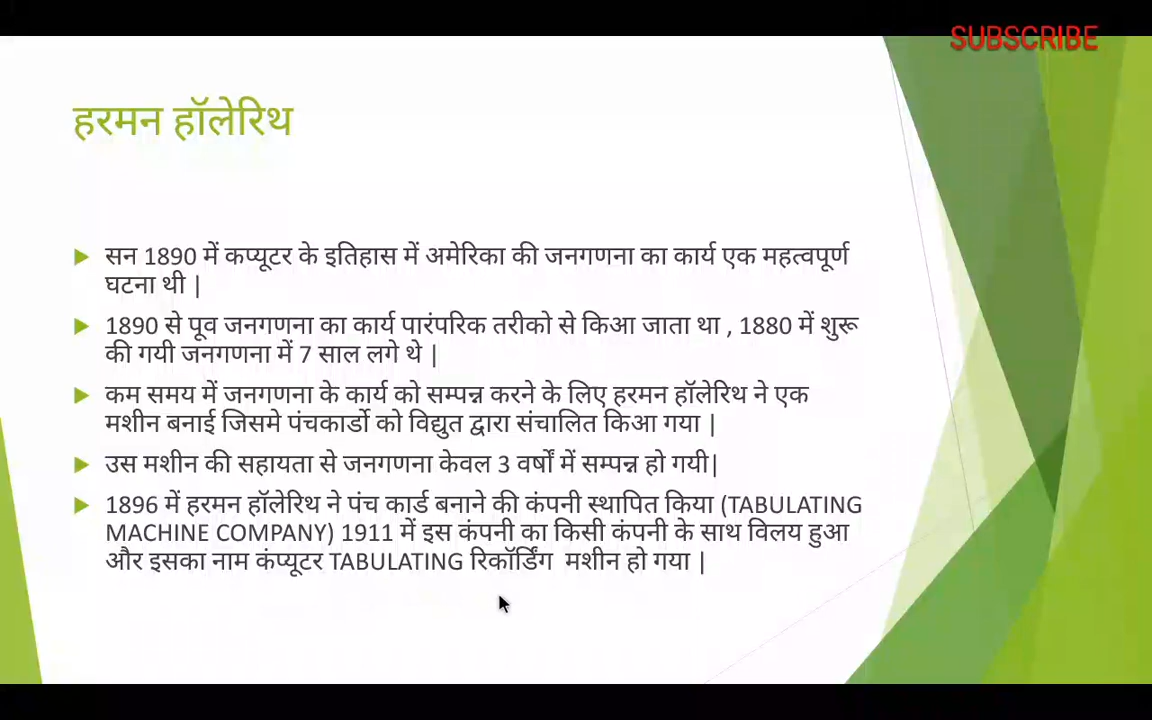 SUBSCRIBE
हरमन हॉलेरिथ
सन 1890 में कप्यूटर के इतिहास में अमेरिका की जनगणना का कार्य एक महत्वपूर्ण
घटना थी |
1890 से पूव जनगणना का कार्य पारंपरिक तरीको से किआ जाता था , 1880 में शुरू
की गयी जनगणना में 7 साल लगे थे |
कम समय में जनगणना के कार्य को सम्पन्न करने के लिए हरमन हॉलेरिथ ने एक
मशीन बनाई जिसमे पंचकार्डो को विद्युत द्वारा संचालित किआ गया |
उस मशीन की सहायता से जनगणना केवल 3 वर्षों में सम्पन्न हो गयी|
1896 में हरमन हॉलेरिथ ने पंच कार्ड बनाने की कंपनी स्थापित किया (TABULATING
MACHINE COMPANY) 1911 में इस कंपनी का किसी कंपनी के साथ विलय हुआ
और इसका नाम कंप्यूटर TABULATING रिकॉर्डिंग मशीन हो गया |